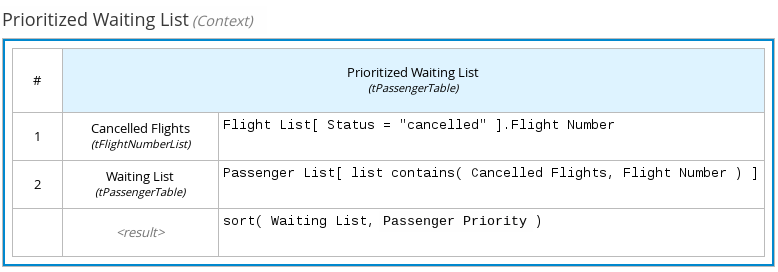 Prioritized Waiting List (Context)
# Prioritized Waiting List
(tPassengerTable)
1 Cancelled Flights Flight List[ Status = "cancelled" ].Flight Number
(tFlightNumberList)
2 Waiting List Passenger List[ list contains( Cancelled Flights, Flight Number ) ]
(tPassengerTable)
<result> sort( Waiting List, Passenger Priority )